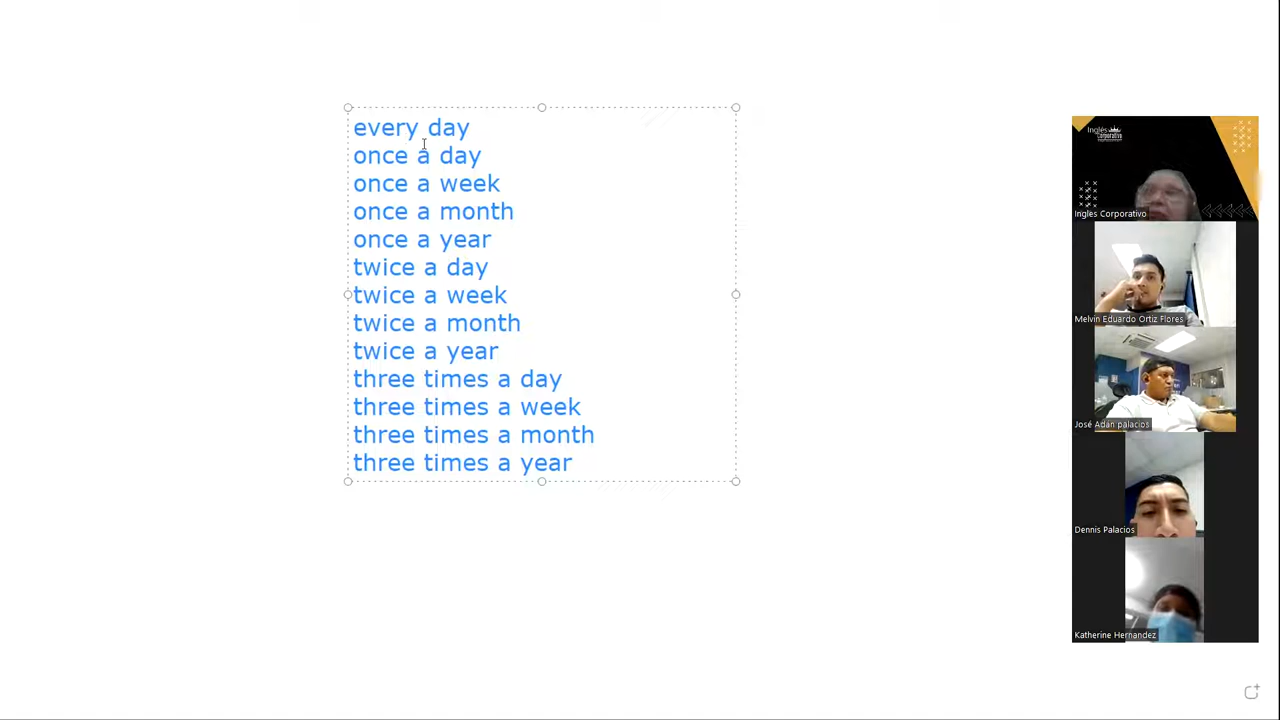 every day
once a day
once a week
once a month
once a year
twice a day
twice a week
twice a month
twice a year
three times a day
three times a week
three times a month
three times a year
Inglés
Corporativo
Ingles Corporativo
Melvin Eduardo Ortiz Flores
José Adan palacios
Dennis Palacios
Katherine Hernandez